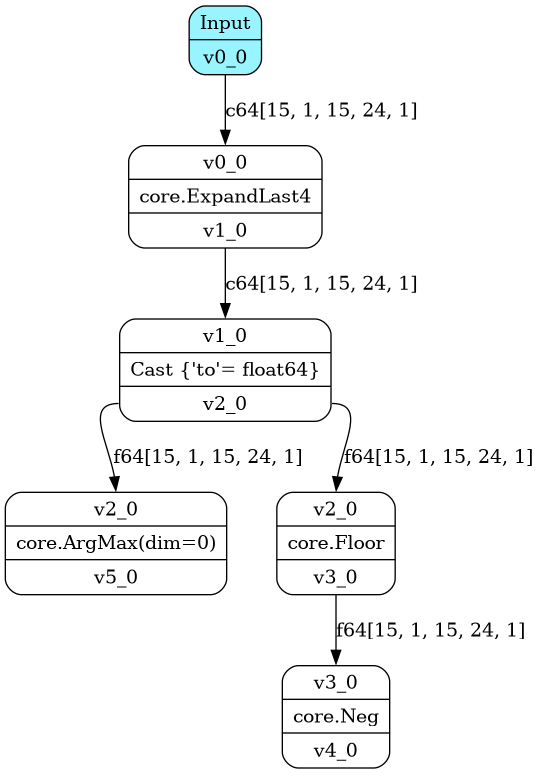 Input
v0_0
c64[15, 1, 15, 24, 1]
v0_0
core.ExpandLast4
v1_0
c64[15, 1, 15, 24, 1]
v1_0
Cast {'to'= float64}
v2_0
f64[15, 1, 15, 24, 1]
f64[15, 1, 15, 24, 1]
v2_0
core.ArgMax(dim=0)
v5_0
v2_0
core.Floor
v3_0
f64[15, 1, 15, 24, 1]
v3_0
core.Neg
v4_0